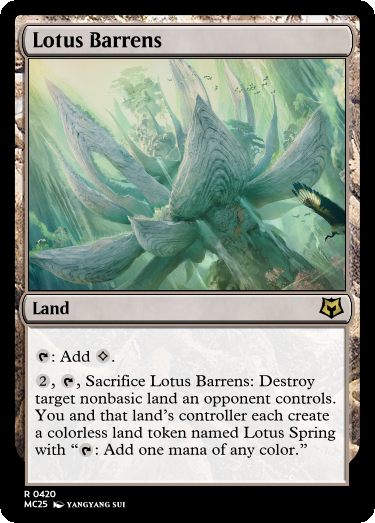 Lotus Barrens
Land
: Add .
2, , Sacrifice Lotus Barrens: Destroy
target nonbasic land an opponent controls.
You and that land's controller each create
a colorless land token named Lotus Spring
with “: Add one mana of any color.”
R 0420
MC25 YANGYANG SUI